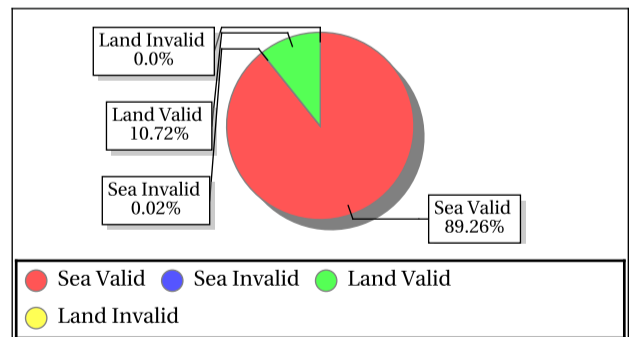 Land Invalid
0.0%
Land Valid
10.72%
Sea Invalid
0.02%
Sea Valid
89.26%
Sea Valid Sea Invalid Land Valid
Land Invalid